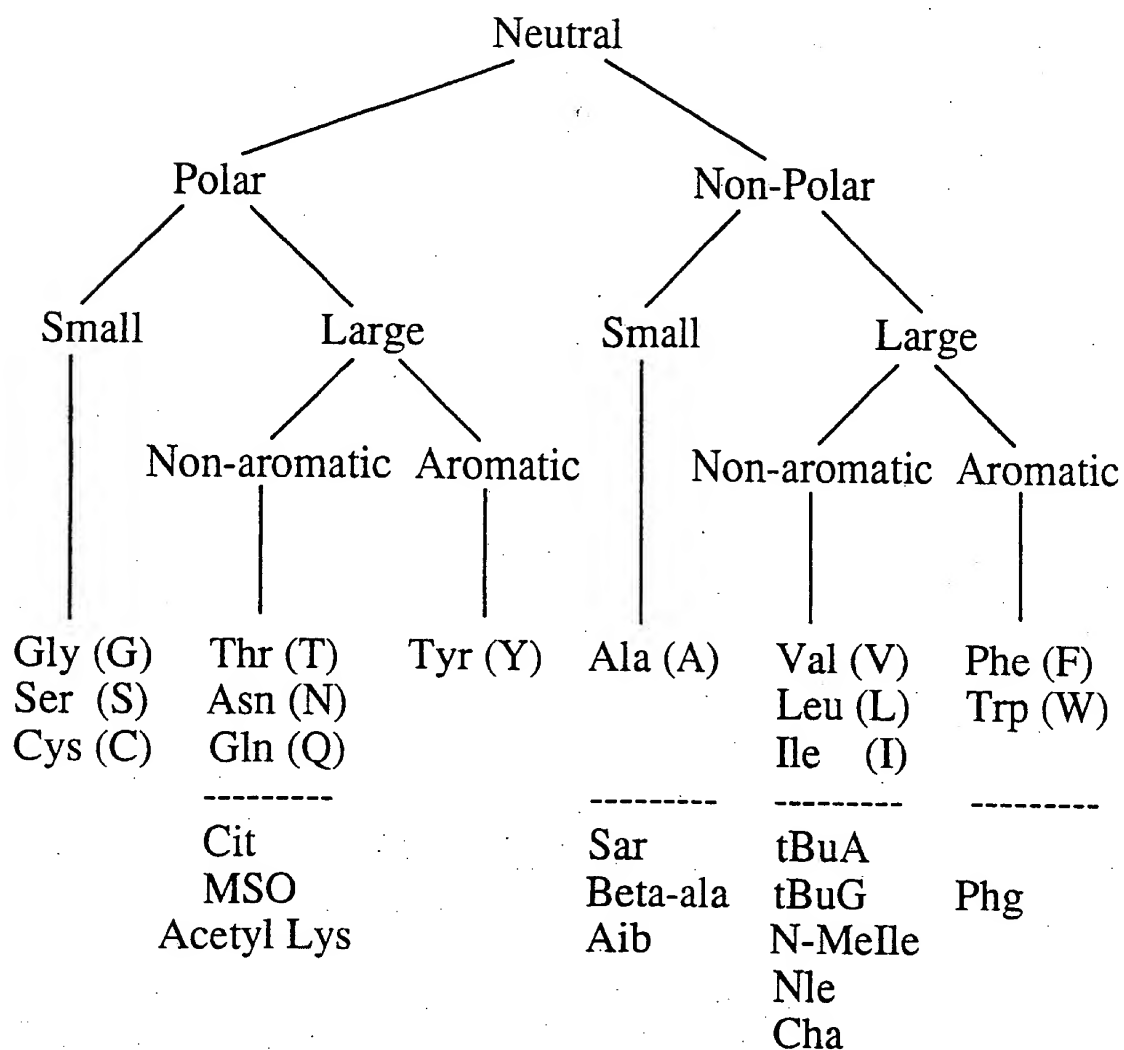 Neutral
Polar Non-Polar
Small Large Small Large
Non-aromatic Aromatic Non-aromatic Aromatic
Gly (G) Thr (T) Tyr (Y) Ala (A) Val (V) Phe (F)
Ser (S) Asn (N) Leu (L) Trp (W)
Cys (C) Gln (Q) Ile (I)
Cit Sar tBuA
MSO Beta-ala tBuG Phg
Acetyl Lys Aib N-MeIle
Nle
Cha